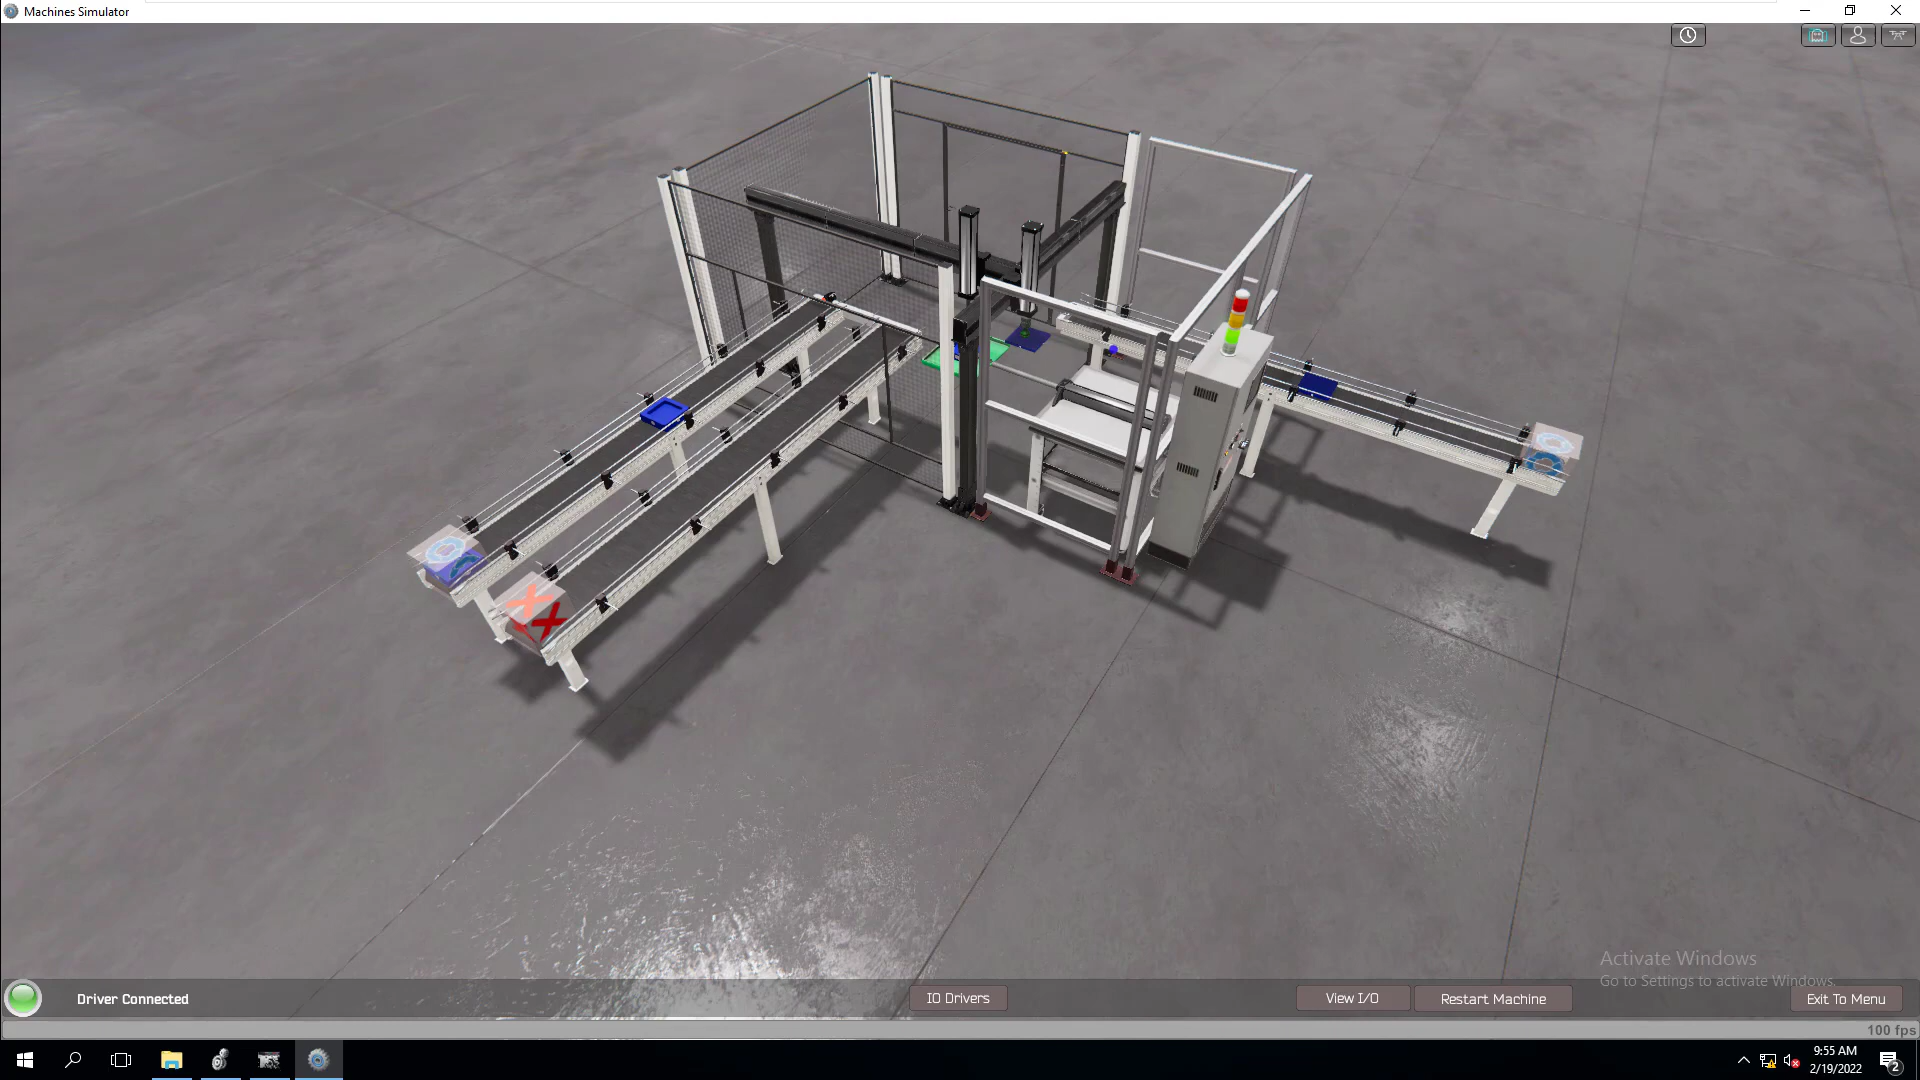 Machines Simulator
Activate Windows
Go to Settings to activate Windows.
Driver Connected
IO Drivers
View I/O
Restart Machine
Exit To Menu
100 fps
9:55 AM
2/19/2022
2